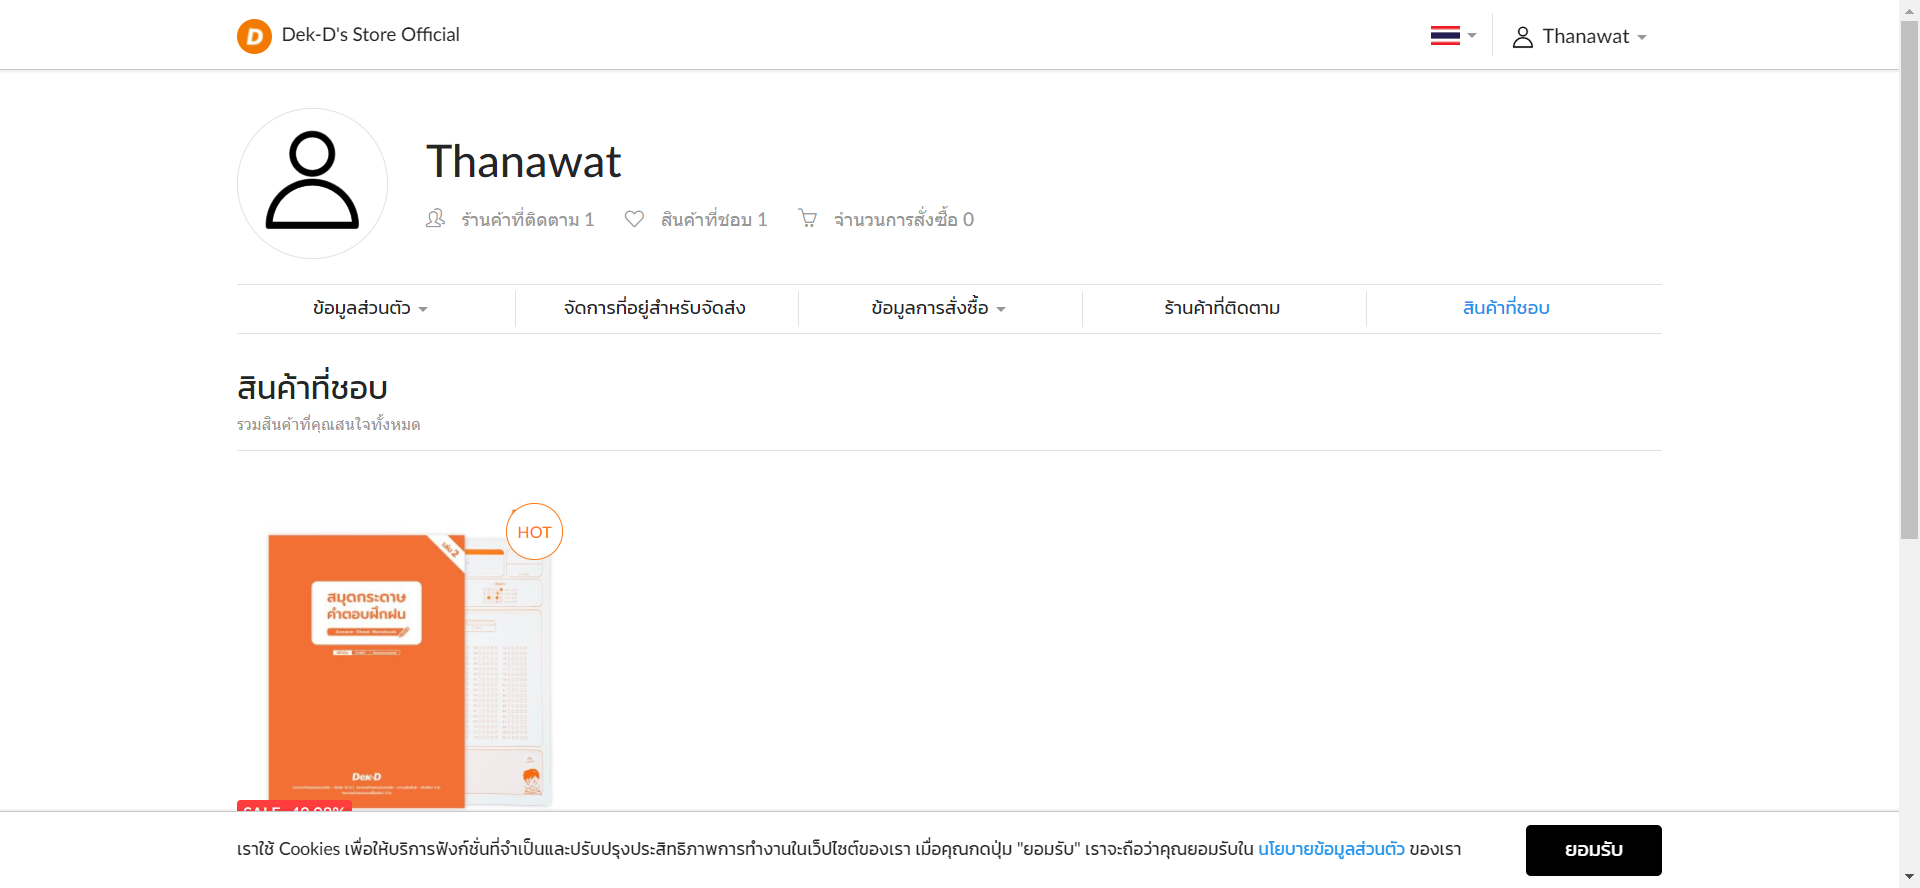 Dek-D's Store Official
Thanawat
Thanawat
ร้านค้าที่ติดตาม 1
สินค้าที่ชอบ 1
จำนวนการสั่งซื้อ 0
ข้อมูลส่วนตัว
จัดการที่อยู่สำหรับจัดส่ง
ข้อมูลการสั่งซื้อ
ร้านค้าที่ติดตาม
สินค้าที่ชอบ
สินค้าที่ชอบ
รวมสินค้าที่คุณสนใจทั้งหมด
HOT
เล่ม 2
สมุดกระดาษ
คำตอบฝึกฝน
Answer Sheet Notebook
Dek-D
เราใช้ Cookies เพื่อให้บริการฟังก์ชั่นที่จำเป็นและปรับปรุงประสิทธิภาพการทำงานในเว็ปไซต์ของเรา เมื่อคุณกดปุ่ม "ยอมรับ" เราจะถือว่าคุณยอมรับใน นโยบายข้อมูลส่วนตัว ของเรา
ยอมรับ